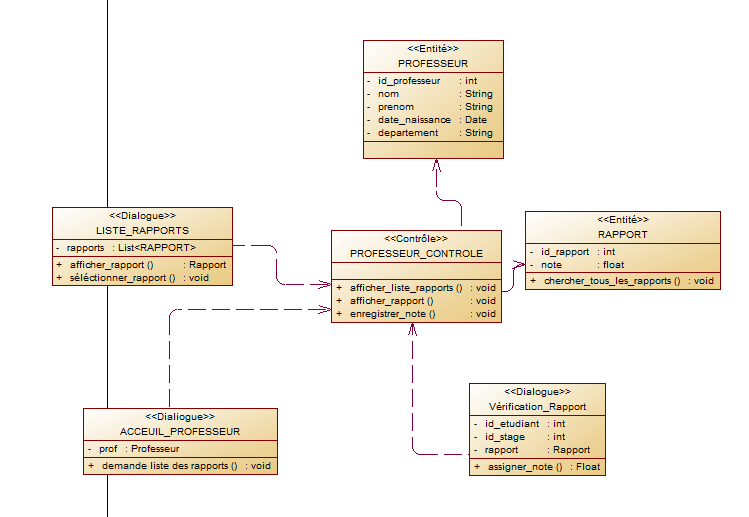 <<Entité>>
PROFESSEUR
- id_professeur : int
- nom : String
- prenom : String
- date_naissance : Date
- departement : String
<<Dialogue>>
LISTE_RAPPORTS
- rapports : List<RAPPORT>
+ afficher_rapport () : Rapport
+ séléctionner_rapport () : void
<<Contrôle>>
PROFESSEUR_CONTROLE
+ afficher_liste_rapports () : void
+ afficher_rapport () : void
+ enregistrer_note () : void
<<Entité>>
RAPPORT
- id_rapport : int
- note : float
+ chercher_tous_les_rapports () : void
<<Dialiogue>>
ACCEUIL_PROFESSEUR
- prof : Professeur
+ demande liste des rapports () : void
<<Dialogue>>
Vérification_Rapport
- id_etudiant : int
- id_stage : int
- rapport : Rapport
+ assigner_note () : Float